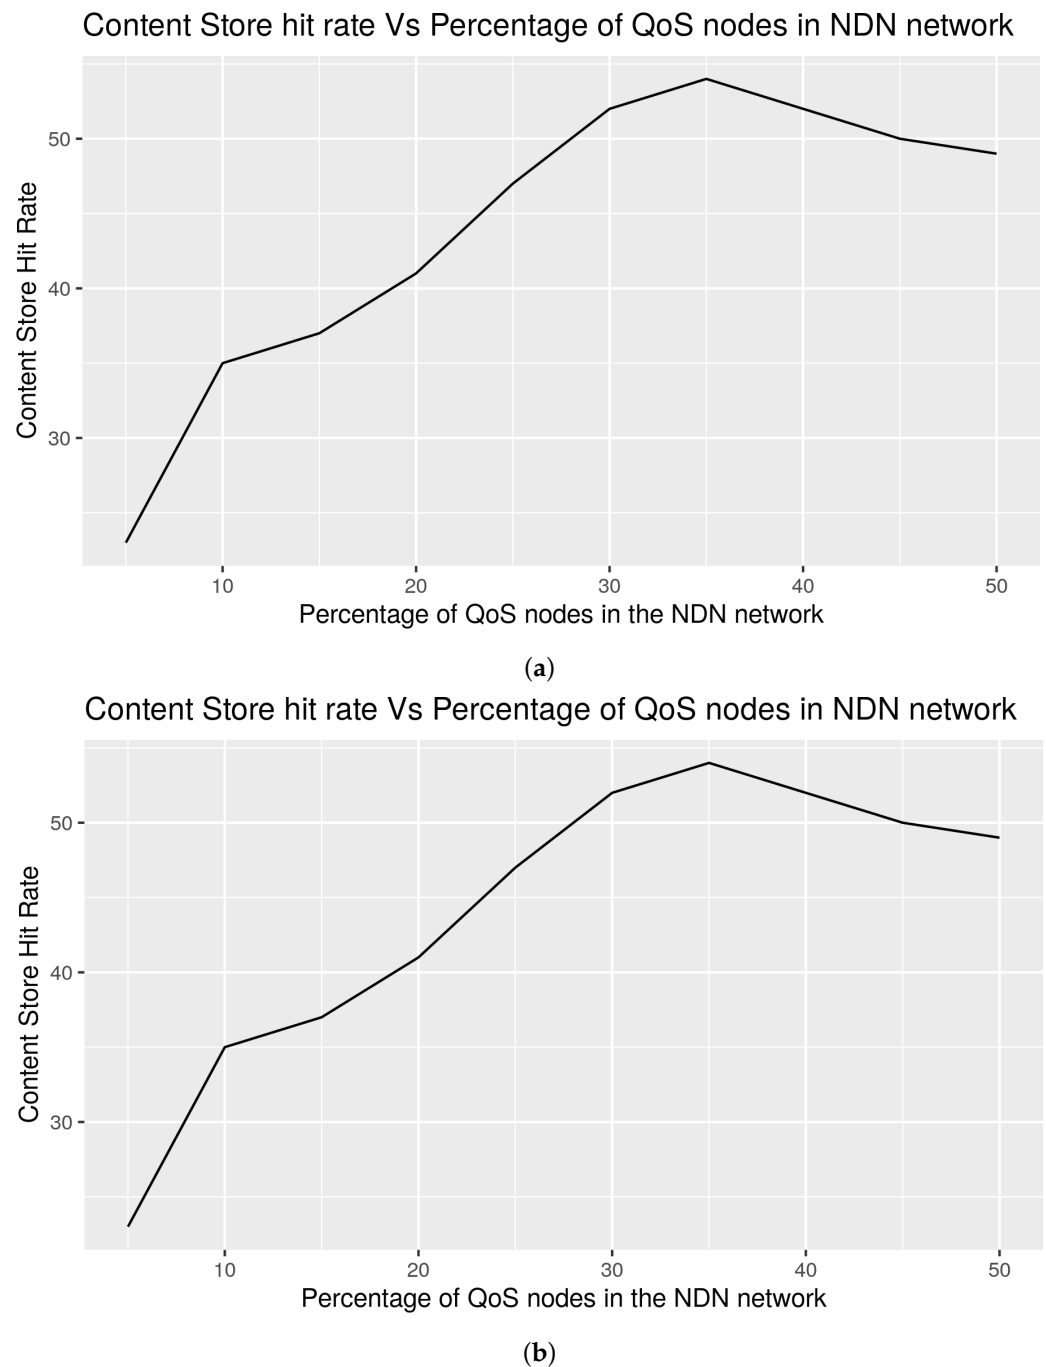 Content Store hit rate Vs Percentage of QoS nodes in NDN network
50
40
30
Content Store Hit Rate
10 20 30 40 50
Percentage of QoS nodes in the NDN network
(a)
Content Store hit rate Vs Percentage of QoS nodes in NDN network
50
40
30
Content Store Hit Rate
10 20 30 40 50
Percentage of QoS nodes in the NDN network
(b)